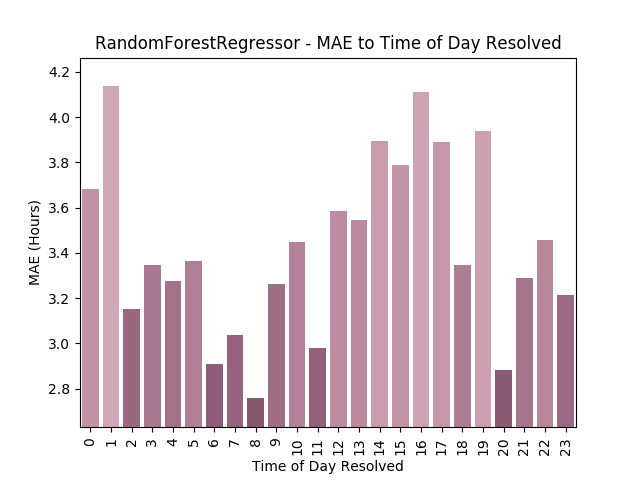 RandomForestRegressor - MAE to Time of Day Resolved
4.2
4.0
3.8
3.6
3.4
3.2
3.0
2.8
MAE (Hours)
0 1 2 3 4 5 6 7 8 9 10 11 12 13 14 15 16 17 18 19 20 21 22 23
Time of Day Resolved